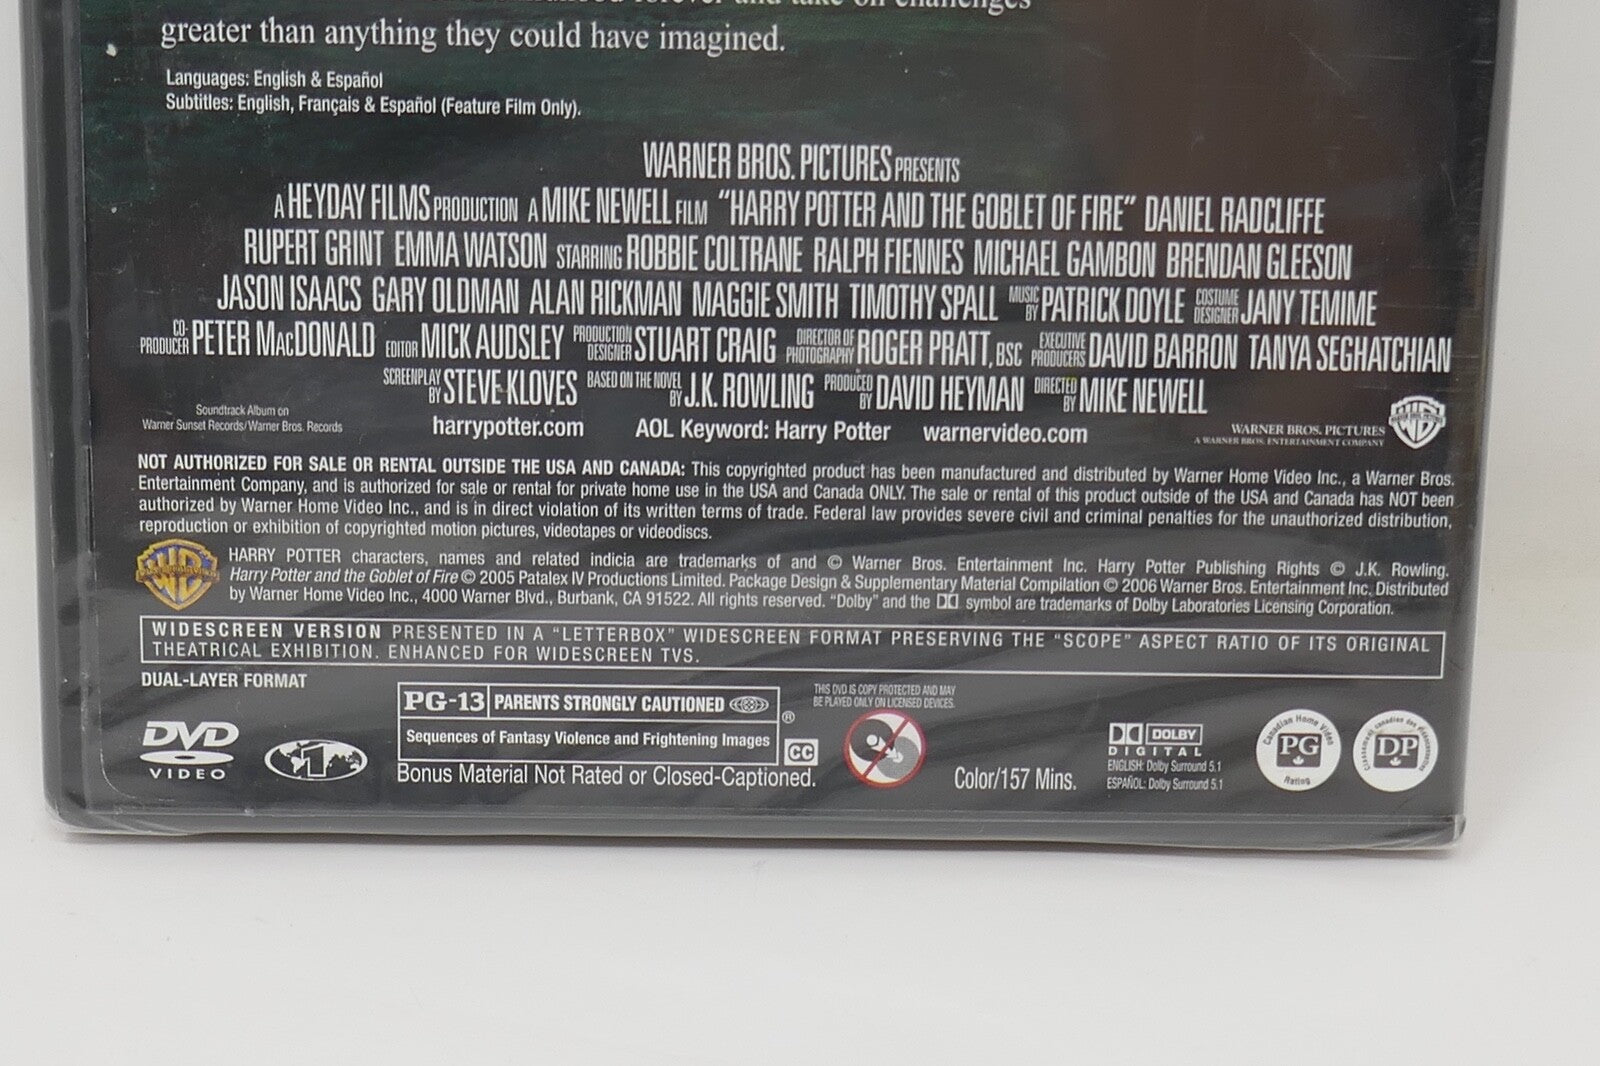 forever and take on challenges
greater than anything they could have imagined.
Languages: English & Español
Subtitles: English, Français & Español (Feature Film Only).
WARNER BROS. PICTURES PRESENTS
A HEYDAY FILMS PRODUCTION A MIKE NEWELL FILM "HARRY POTTER AND THE GOBLET OF FIRE" DANIEL RADCLIFFE
RUPERT GRINT EMMA WATSON STARRING ROBBIE COLTRANE RALPH FIENNES MICHAEL GAMBON BRENDAN GLEESON
JASON ISAACS GARY OLDMAN ALAN RICKMAN MAGGIE SMITH TIMOTHY SPALL MUSIC BY PATRICK DOYLE COSTUME DESIGNER JANY TEMIME
CO-PRODUCER PETER MacDONALD EDITOR MICK AUDSLEY PRODUCTION DESIGNER STUART CRAIG DIRECTOR OF PHOTOGRAPHY ROGER PRATT, BSC EXECUTIVE PRODUCERS DAVID BARRON TANYA SEGHATCHIAN
SCREENPLAY BY STEVE KLOVES BASED ON THE NOVEL BY J.K. ROWLING PRODUCED BY DAVID HEYMAN DIRECTED BY MIKE NEWELL
Soundtrack Album on
Warner Sunset Records/Warner Bros. Records
harrypotter.com AOL Keyword: Harry Potter warnervideo.com
WARNER BROS. PICTURES
A WARNER BROS. ENTERTAINMENT COMPANY
NOT AUTHORIZED FOR SALE OR RENTAL OUTSIDE THE USA AND CANADA: This copyrighted product has been manufactured and distributed by Warner Home Video Inc., a Warner Bros.
Entertainment Company, and is authorized for sale or rental for private home use in the USA and Canada ONLY. The sale or rental of this product outside of the USA and Canada has NOT been
authorized by Warner Home Video Inc., and is in direct violation of its written terms of trade. Federal law provides severe civil and criminal penalties for the unauthorized distribution,
reproduction or exhibition of copyrighted motion pictures, videotapes or videodiscs.
HARRY POTTER characters, names and related indicia are trademarks of and © Warner Bros. Entertainment Inc. Harry Potter Publishing Rights © J.K. Rowling.
Harry Potter and the Goblet of Fire © 2005 Patalex IV Productions Limited. Package Design & Supplementary Material Compilation © 2006 Warner Bros. Entertainment Inc. Distributed
by Warner Home Video Inc., 4000 Warner Blvd., Burbank, CA 91522. All rights reserved. "Dolby" and the DD symbol are trademarks of Dolby Laboratories Licensing Corporation.
WIDESCREEN VERSION PRESENTED IN A "LETTERBOX" WIDESCREEN FORMAT PRESERVING THE "SCOPE" ASPECT RATIO OF ITS ORIGINAL
THEATRICAL EXHIBITION. ENHANCED FOR WIDESCREEN TVS.
DUAL-LAYER FORMAT
DVD
VIDEO
1
PG-13 PARENTS STRONGLY CAUTIONED
®
Sequences of Fantasy Violence and Frightening Images
CC
Bonus Material Not Rated or Closed-Captioned.
THIS DVD IS COPY PROTECTED AND MAY
BE PLAYED ONLY ON LICENSED DEVICES.
Color/157 Mins.
DOLBY
DIGITAL
ENGLISH: Dolby Surround 5.1
ESPAÑOL: Dolby Surround 5.1
Canadian Home Video
PG
Rating
DP